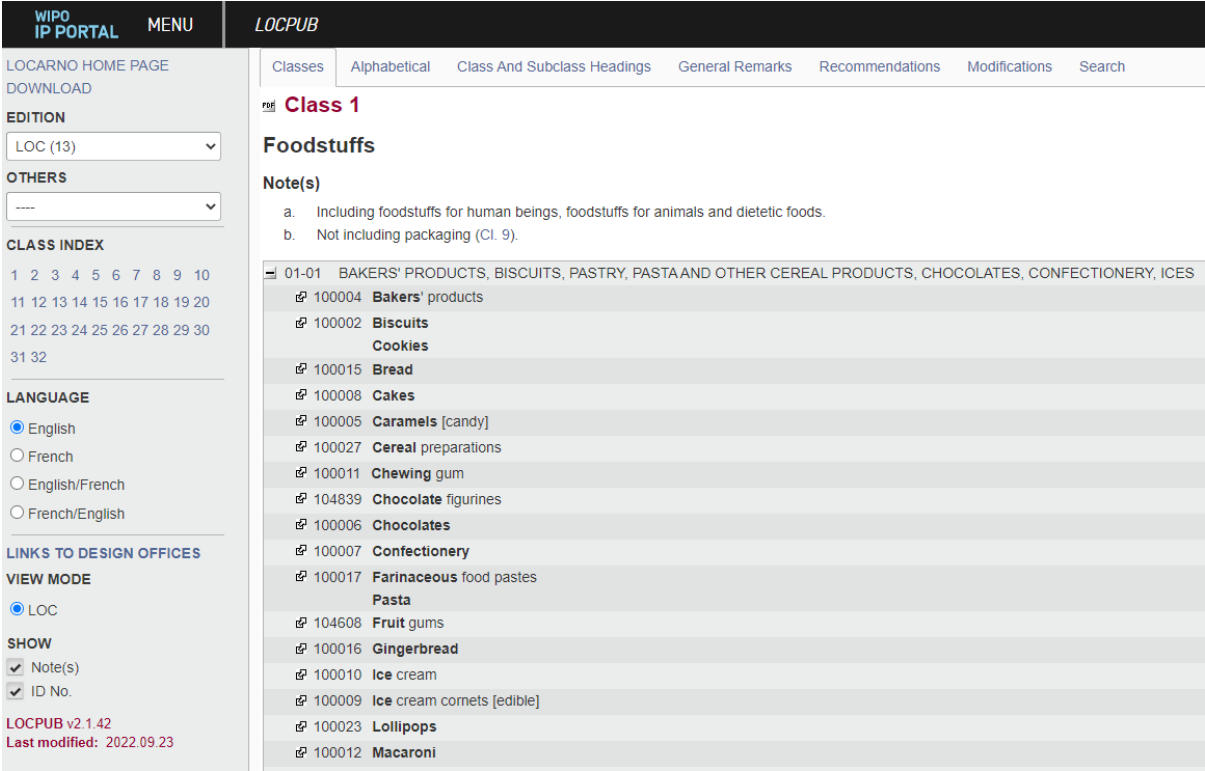 WIPO
IP PORTAL MENU LOCPUB
LOCARNO HOME PAGE
DOWNLOAD
EDITION
LOC (13)
OTHERS
----
CLASS INDEX
1 2 3 4 5 6 7 8 9 10
11 12 13 14 15 16 17 18 19 20
21 22 23 24 25 26 27 28 29 30
31 32
LANGUAGE
English
French
English/French
French/English
LINKS TO DESIGN OFFICES
VIEW MODE
LOC
SHOW
Note(s)
ID No.
LOCPUB v2.1.42
Last modified: 2022.09.23
Classes Alphabetical Class And Subclass Headings General Remarks Recommendations Modifications Search
PDF Class 1
Foodstuffs
Note(s)
a. Including foodstuffs for human beings, foodstuffs for animals and dietetic foods.
b. Not including packaging (Cl. 9).
01-01 BAKERS' PRODUCTS, BISCUITS, PASTRY, PASTA AND OTHER CEREAL PRODUCTS, CHOCOLATES, CONFECTIONERY, ICES
100004 Bakers' products
100002 Biscuits
Cookies
100015 Bread
100008 Cakes
100005 Caramels [candy]
100027 Cereal preparations
100011 Chewing gum
104839 Chocolate figurines
100006 Chocolates
100007 Confectionery
100017 Farinaceous food pastes
Pasta
104608 Fruit gums
100016 Gingerbread
100010 Ice cream
100009 Ice cream cornets [edible]
100023 Lollipops
100012 Macaroni